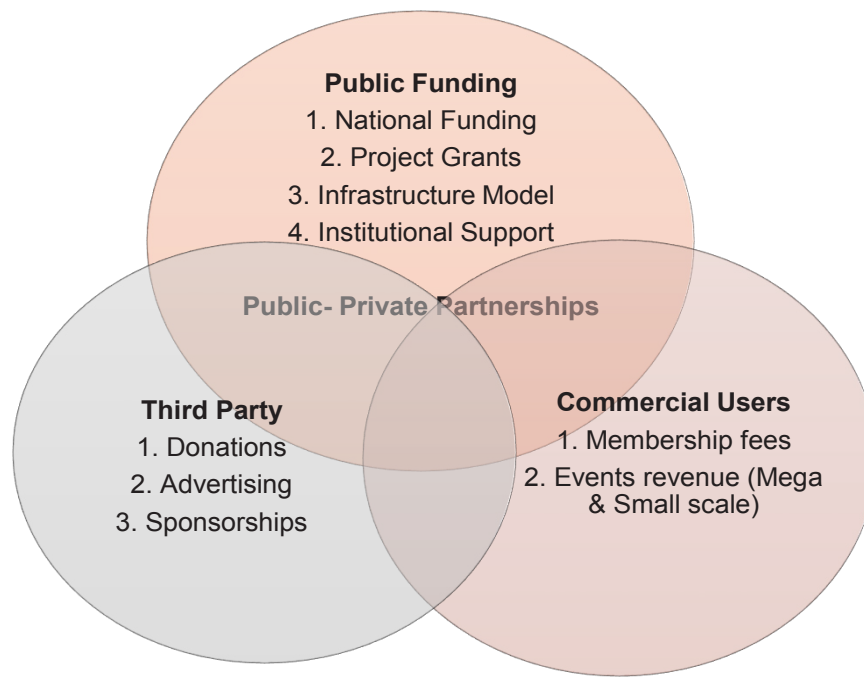 Public Funding
1. National Funding
2. Project Grants
3. Infrastructure Model
4. Institutional Support
Public- Private Partnerships
Third Party
1. Donations
2. Advertising
3. Sponsorships
Commercial Users
1. Membership fees
2. Events revenue (Mega
& Small scale)